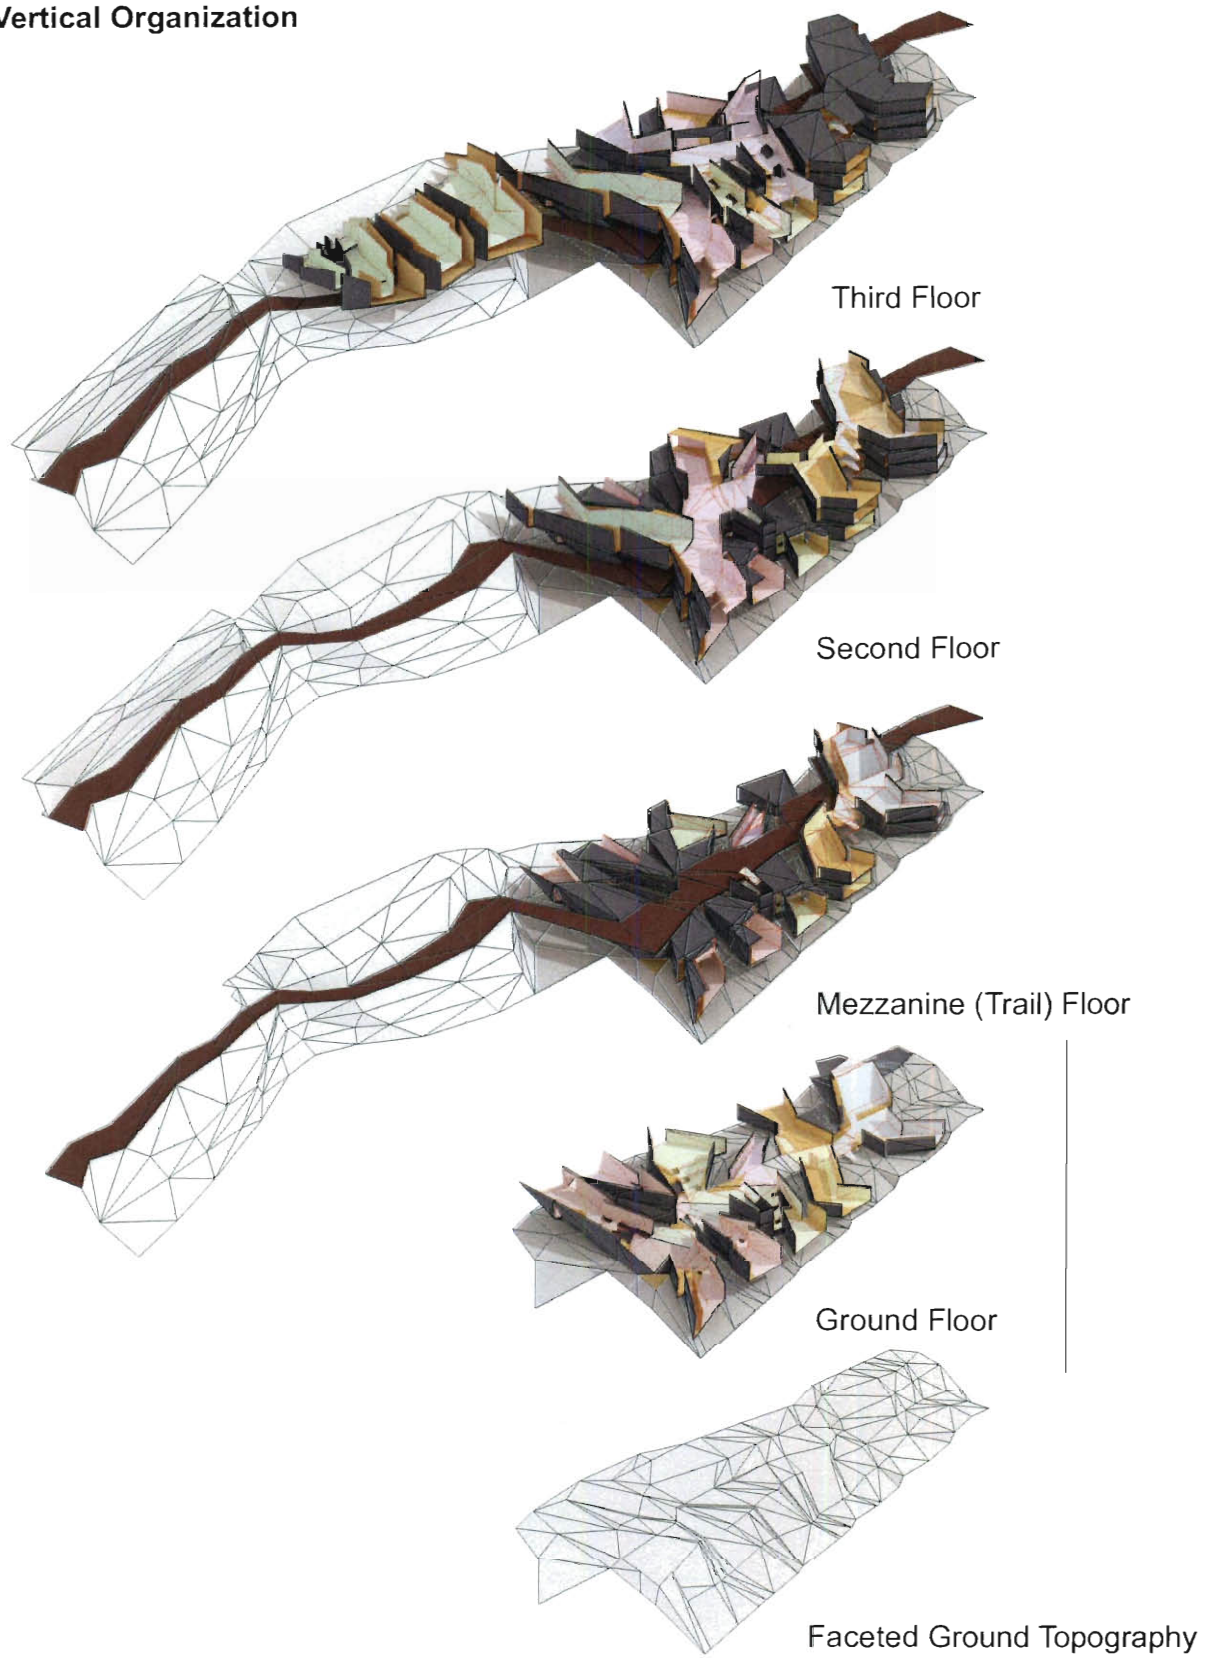 Vertical Organization
Third Floor
Second Floor
Mezzanine (Trail) Floor
Ground Floor
Faceted Ground Topography